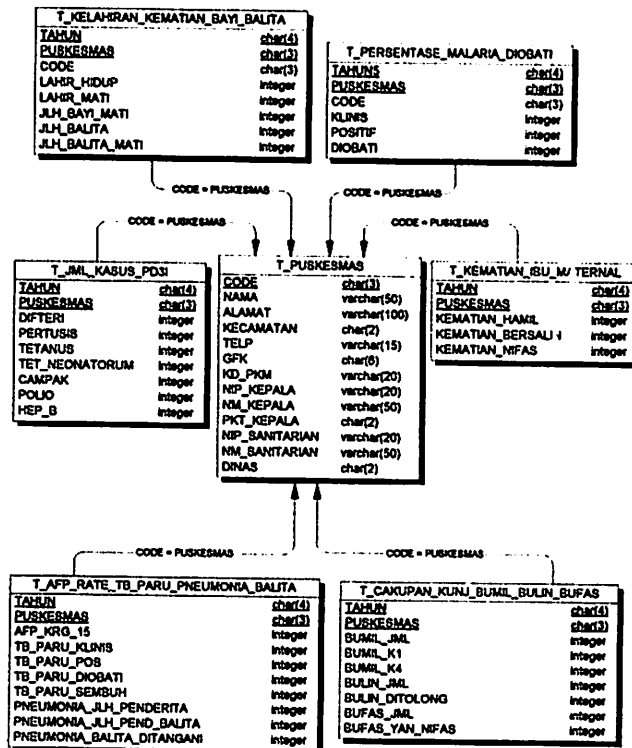 T_KELAHIRAN_KEMATIAN_BAYI_BALITA
TAHUN char(4)
PUSKESMAS char(3)
CODE char(3)
LAHIR_HIDUP integer
LAHIR_MATI integer
JLH_BAYI_MATI integer
JLH_BALITA integer
JLH_BALITA_MATI integer
T_PERSENTASE_MALARIA_DIOBATI
TAHUNS char(4)
PUSKESMAS char(3)
CODE char(3)
KLINIS integer
POSITIF integer
DIOBATI integer
CODE = PUSKESMAS
CODE = PUSKESMAS
CODE = PUSKESMAS
CODE = PUSKESMAS
T_JML_KASUS_PD3I
TAHUN char(4)
PUSKESMAS char(3)
DIFTERI integer
PERTUSIS integer
TETANUS integer
TET_NEONATORUM integer
CAMPAK integer
POLIO integer
HEP_B integer
T_PUSKESMAS
CODE char(3)
NAMA varchar(50)
ALAMAT varchar(100)
KECAMATAN char(2)
TELP varchar(15)
GFK char(6)
KD_PKM varchar(20)
NIP_KEPALA varchar(20)
NM_KEPALA varchar(50)
PKT_KEPALA char(2)
NIP_SANITARIAN varchar(20)
NM_SANITARIAN varchar(50)
DINAS char(2)
T_KEMATIAN_ISU_M/ TERNAL
TAHUN char(4)
PUSKESMAS char(3)
KEMATIAN_HAMIL integer
KEMATIAN_BERSALIN integer
KEMATIAN_NIFAS integer
CODE = PUSKESMAS
CODE = PUSKESMAS
T_AFP_RATE_TB_PARU_PNEUMONIA_BALITA
TAHUN char(4)
PUSKESMAS char(3)
AFP_KRG_15 integer
TB_PARU_KLINIS integer
TB_PARU_POS integer
TB_PARU_DIOBATI integer
TB_PARU_SEMBUH integer
PNEUMONIA_JLH_PENDERITA integer
PNEUMONIA_JLH_PEND_BALITA integer
PNEUMONIA_BALITA_DITANGANI integer
T_CAKUPAN_KUNJ_BUMIL_BULIN_BUFAS
TAHUN char(4)
PUSKESMAS char(3)
BUMIL_JML integer
BUMIL_K1 integer
BUMIL_K4 integer
BULIN_JML integer
BULIN_DITOLONG integer
BUFAS_JML integer
BUFAS_YAN_NIFAS integer